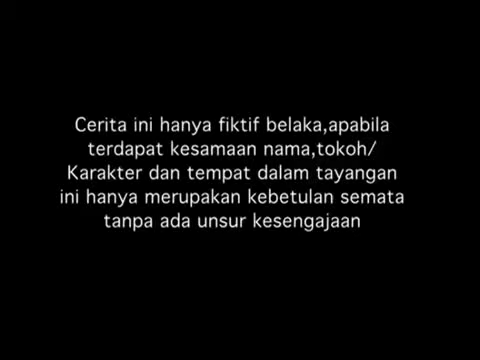 Cerita ini hanya fiktif belaka,apabila
terdapat kesamaan nama,tokoh/
Karakter dan tempat dalam tayangan
ini hanya merupakan kebetulan semata
tanpa ada unsur kesengajaan